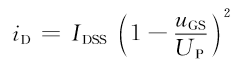 i_D = I_DSS (1 − u_GS / U_P)^2